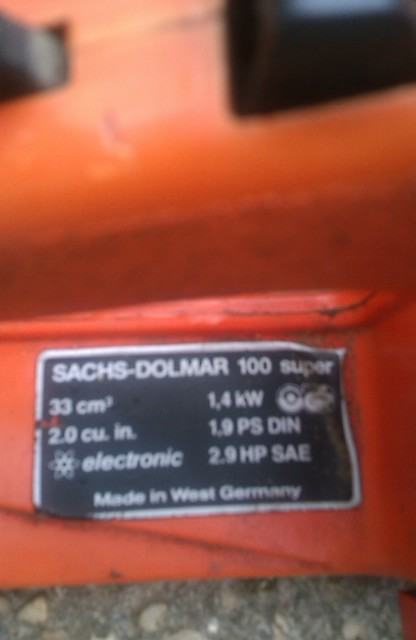 SACHS-DOLMAR 100 super
33 cm³ 1,4 kW
2.0 cu. in. 1,9 PS DIN
electronic 2.9 HP SAE
Made in West Germany